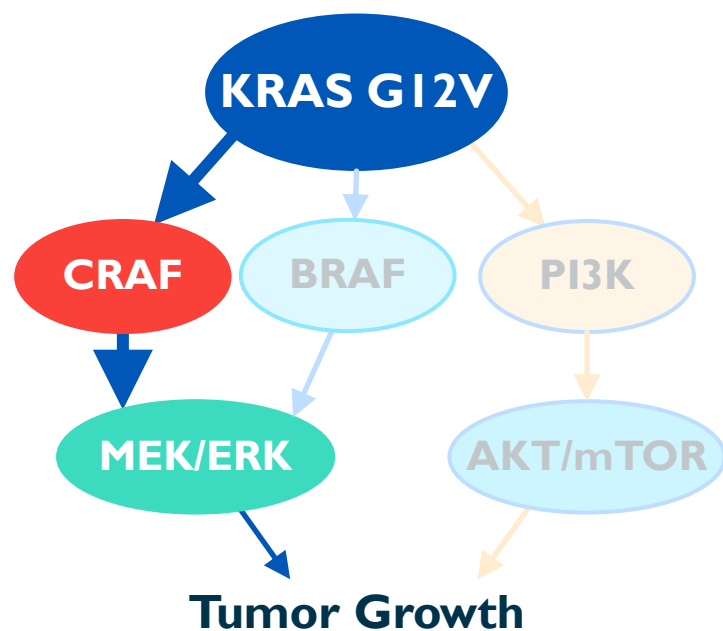 KRAS G12V
CRAF
BRAF
PI3K
MEK/ERK
AKT/mTOR
Tumor Growth